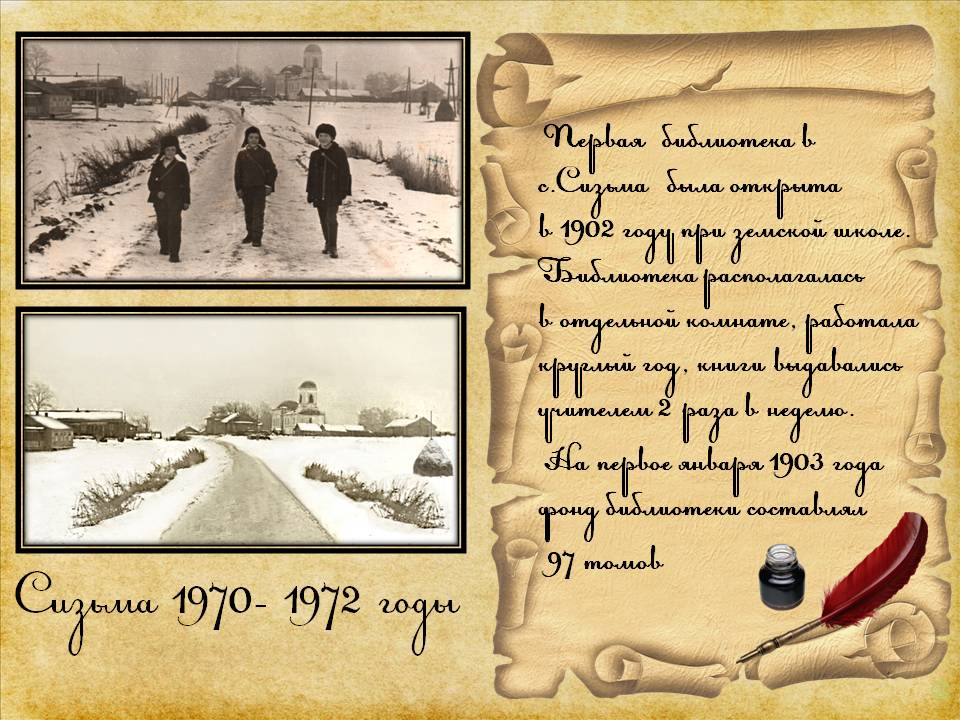 Первая библиотека в
с.Сизьма была открыта
в 1902 году при земской школе.
Библиотека располагалась
в отдельной комнате, работала
круглый год, книги выдавались
учителем 2 раза в неделю.
На первое января 1903 года
фонд библиотеки составлял
97 томов
Сизьма 1970- 1972 годы